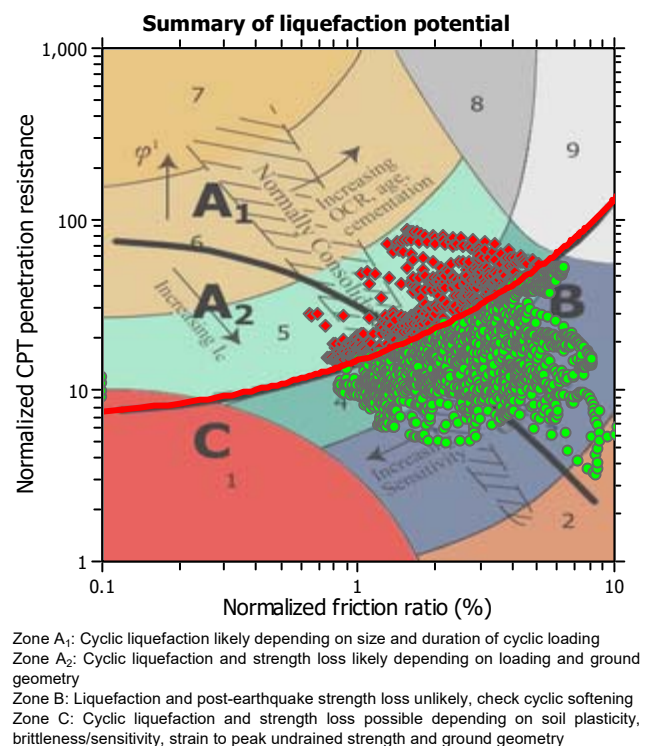 Summary of liquefaction potential
Normalized CPT penetration resistance
1,000
100
10
1
7
8
9
φ'
A1
Increasing
OCR, age,
cementation
Normally Consolid
6
A2
Increasing Ic
5
B
4
C
1
Increasing
Sensitivity
2
0.1
1
10
Normalized friction ratio (%)
Zone A1: Cyclic liquefaction likely depending on size and duration of cyclic loading
Zone A2: Cyclic liquefaction and strength loss likely depending on loading and ground
geometry
Zone B: Liquefaction and post-earthquake strength loss unlikely, check cyclic softening
Zone C: Cyclic liquefaction and strength loss possible depending on soil plasticity,
brittleness/sensitivity, strain to peak undrained strength and ground geometry